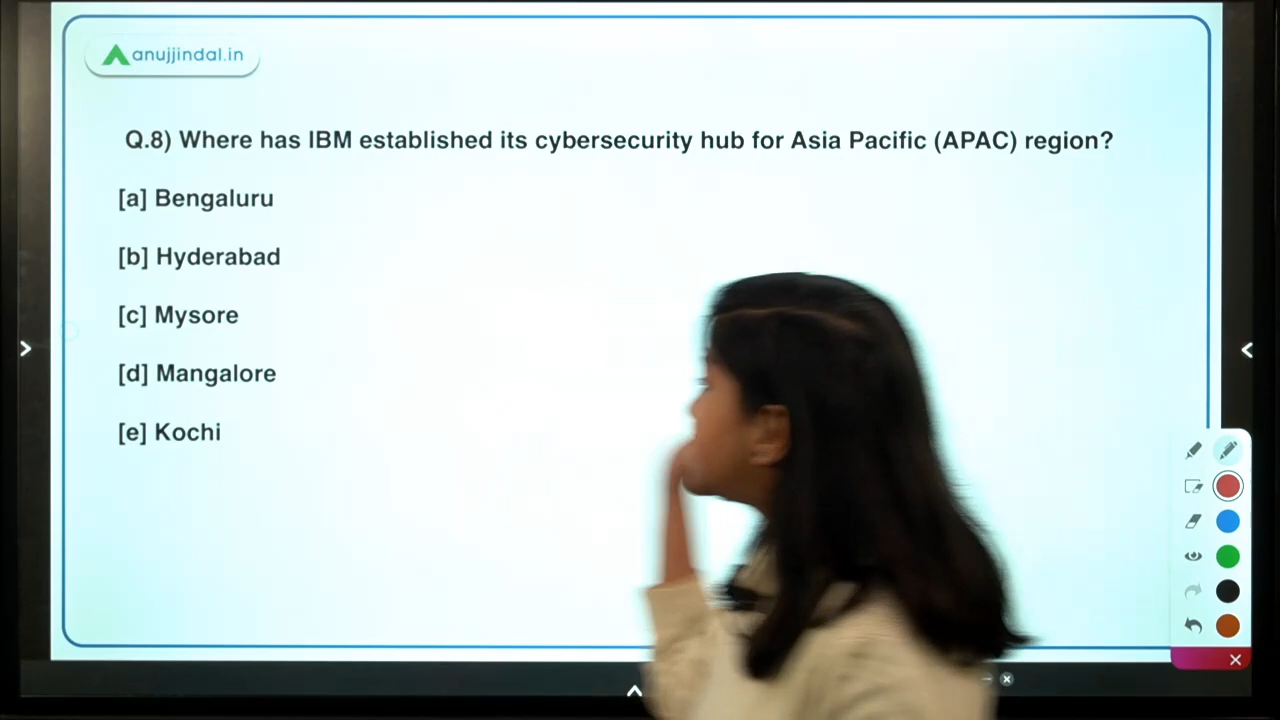 anujjindal.in
Q.8) Where has IBM established its cybersecurity hub for Asia Pacific (APAC) region?
[a] Bengaluru
[b] Hyderabad
[c] Mysore
[d] Mangalore
[e] Kochi